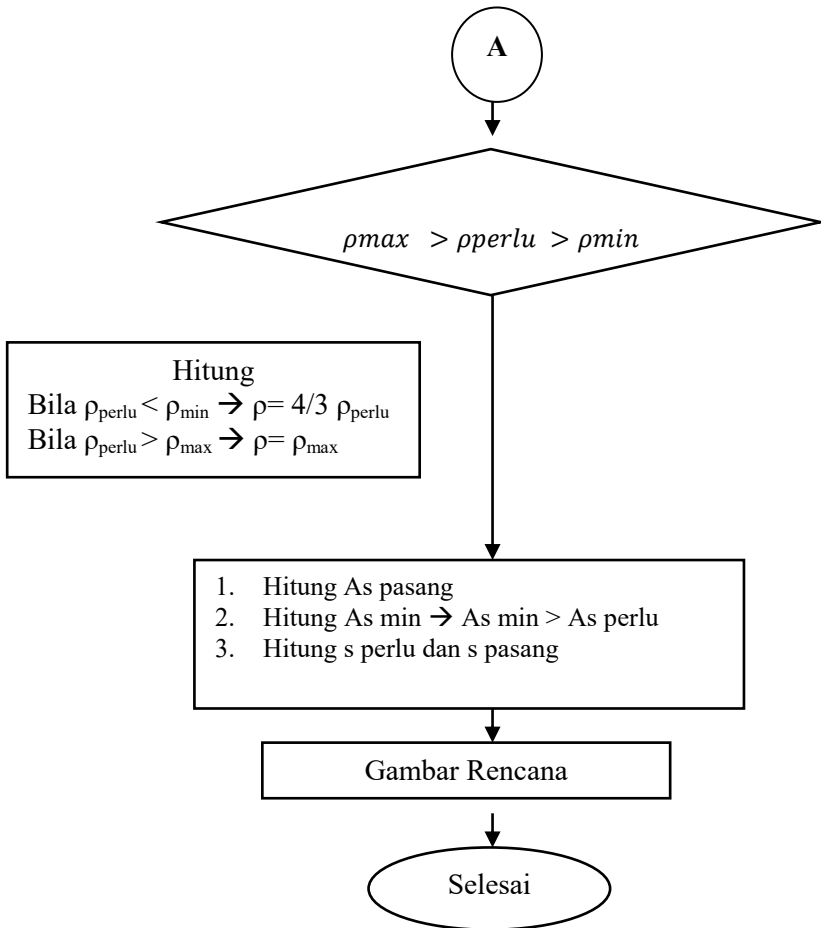 A
ρmax > ρperlu > ρmin
Hitung
Bila ρperlu < ρmin → ρ= 4/3 ρperlu
Bila ρperlu > ρmax → ρ= ρmax
1. Hitung As pasang
2. Hitung As min → As min > As perlu
3. Hitung s perlu dan s pasang
Gambar Rencana
Selesai